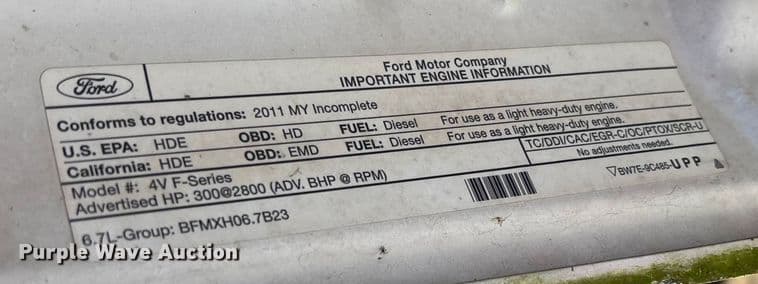 Ford Motor Company
IMPORTANT ENGINE INFORMATION
Ford
Conforms to regulations: 2011 MY Incomplete
U.S. EPA: HDE OBD: HD FUEL: Diesel For use as a light heavy-duty engine.
California: HDE OBD: EMD FUEL: Diesel For use as a light heavy-duty engine.
Model #: 4V F-Series TC/DDI/CAC/EGR-C/OC/PTOX/SCR-U
Advertised HP: 300@2800 (ADV. BHP @ RPM) No adjustments needed.
6.7L-Group: BFMXH06.7B23 ▽BW7E-9C485-UPP △
Purple Wave Auction